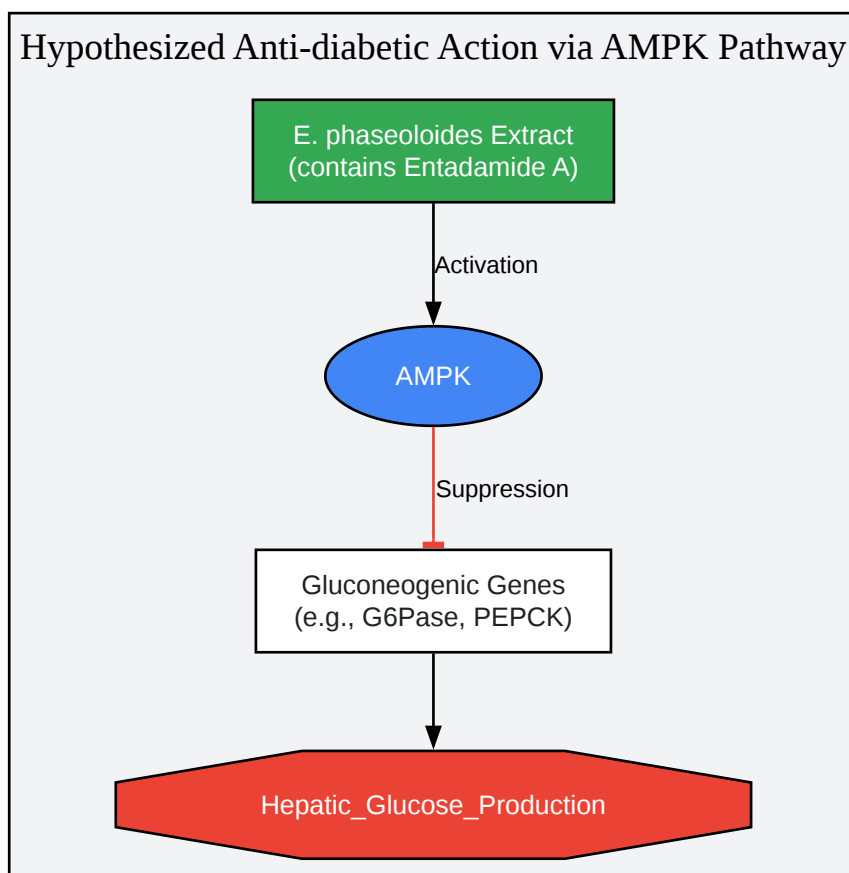 Hypothesized Anti-diabetic Action via AMPK Pathway
E. phaseoloides Extract
(contains Entadamide A)
Activation
AMPK
Suppression
Gluconeogenic Genes
(e.g., G6Pase, PEPCK)
Hepatic_Glucose_Production